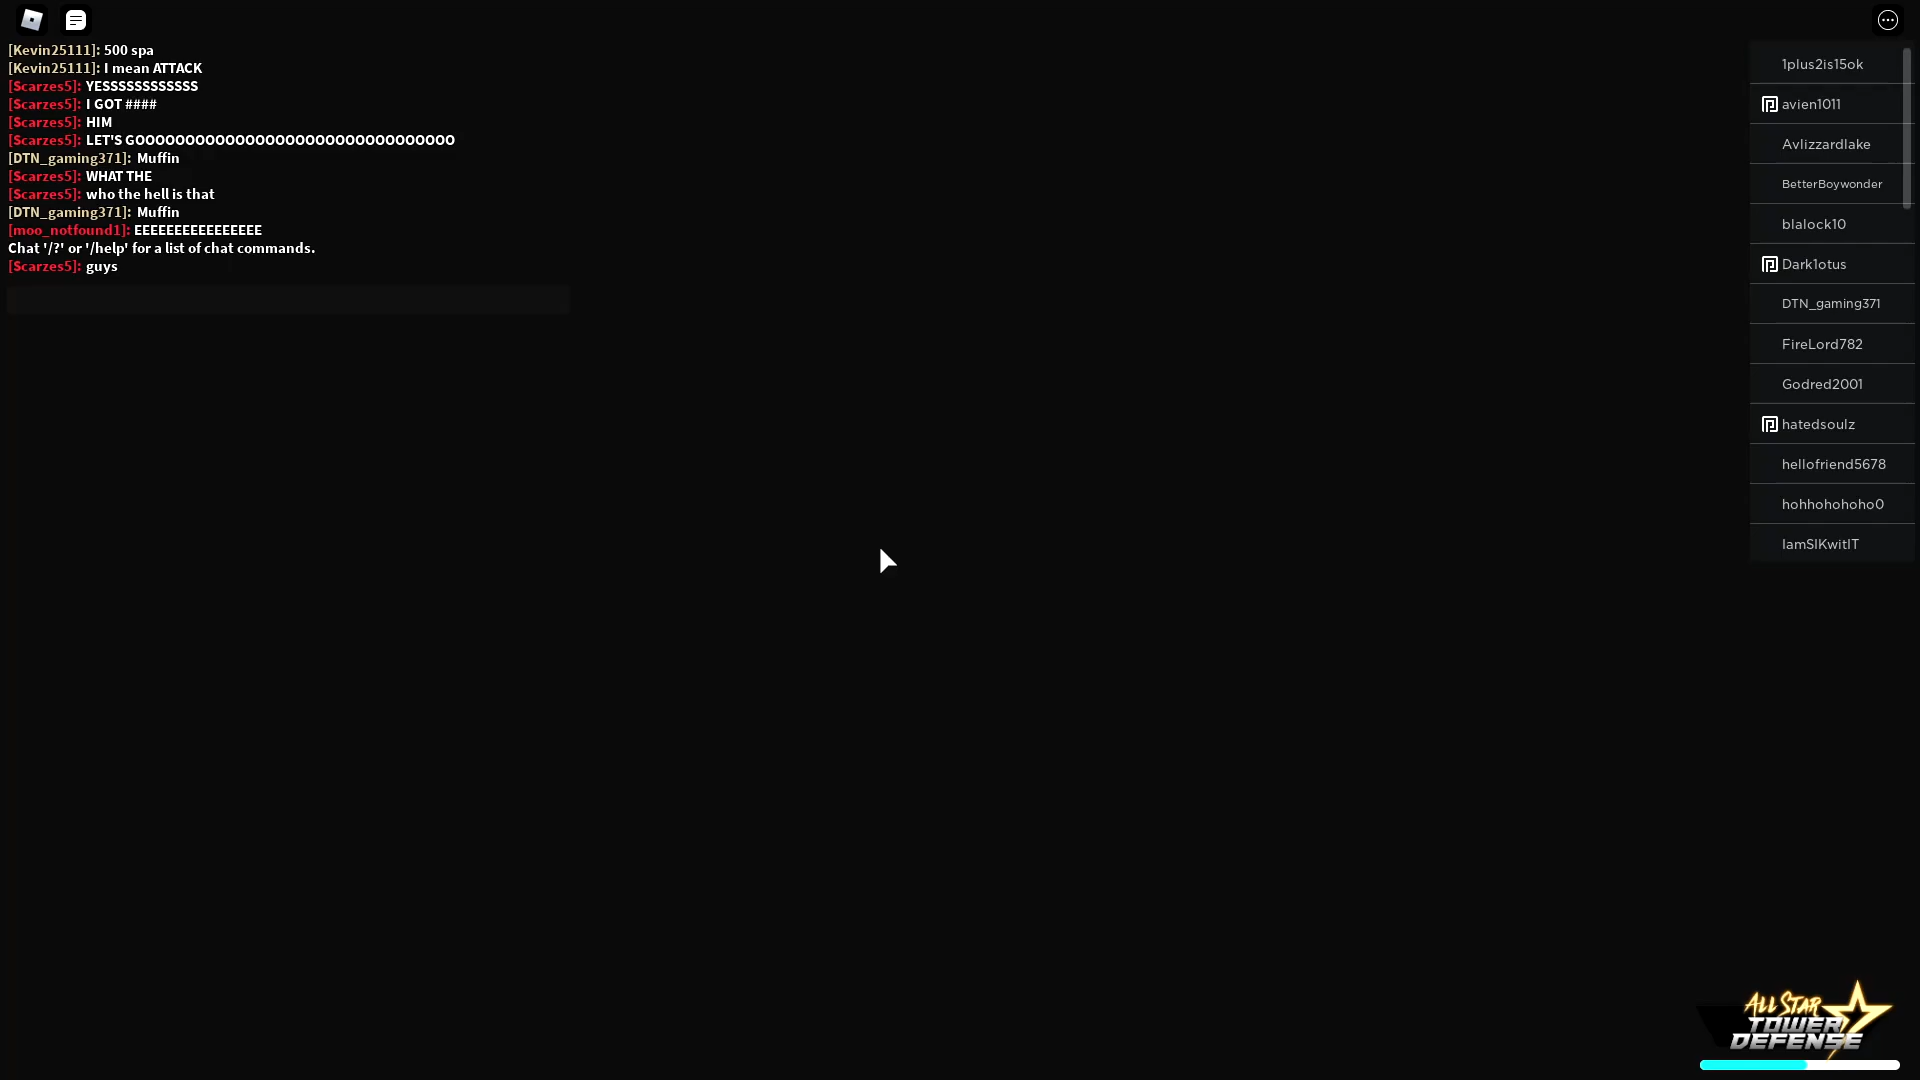 [Kevin25111]: 500 spa
[Kevin25111]: I mean ATTACK
[Scarzes5]: YESSSSSSSSSSSS
[Scarzes5]: I GOT ####
[Scarzes5]: HIM
[Scarzes5]: LET'S GOOOOOOOOOOOOOOOOOOOOOOOOOOOOOOOO
[DTN_gaming371]: Muffin
[Scarzes5]: WHAT THE
[Scarzes5]: who the hell is that
[DTN_gaming371]: Muffin
[moo_notfound1]: EEEEEEEEEEEEEEEE
Chat '/?' or '/help' for a list of chat commands.
[Scarzes5]: guys
1plus2is15ok
avien1011
Avlizzardlake
BetterBoywonder
blalock10
Dark1otus
DTN_gaming371
FireLord782
Godred2001
hatedsoulz
hellofriend5678
hohhohohoho0
IamSIKwitIT
ALL STAR
TOWER
DEFENSE